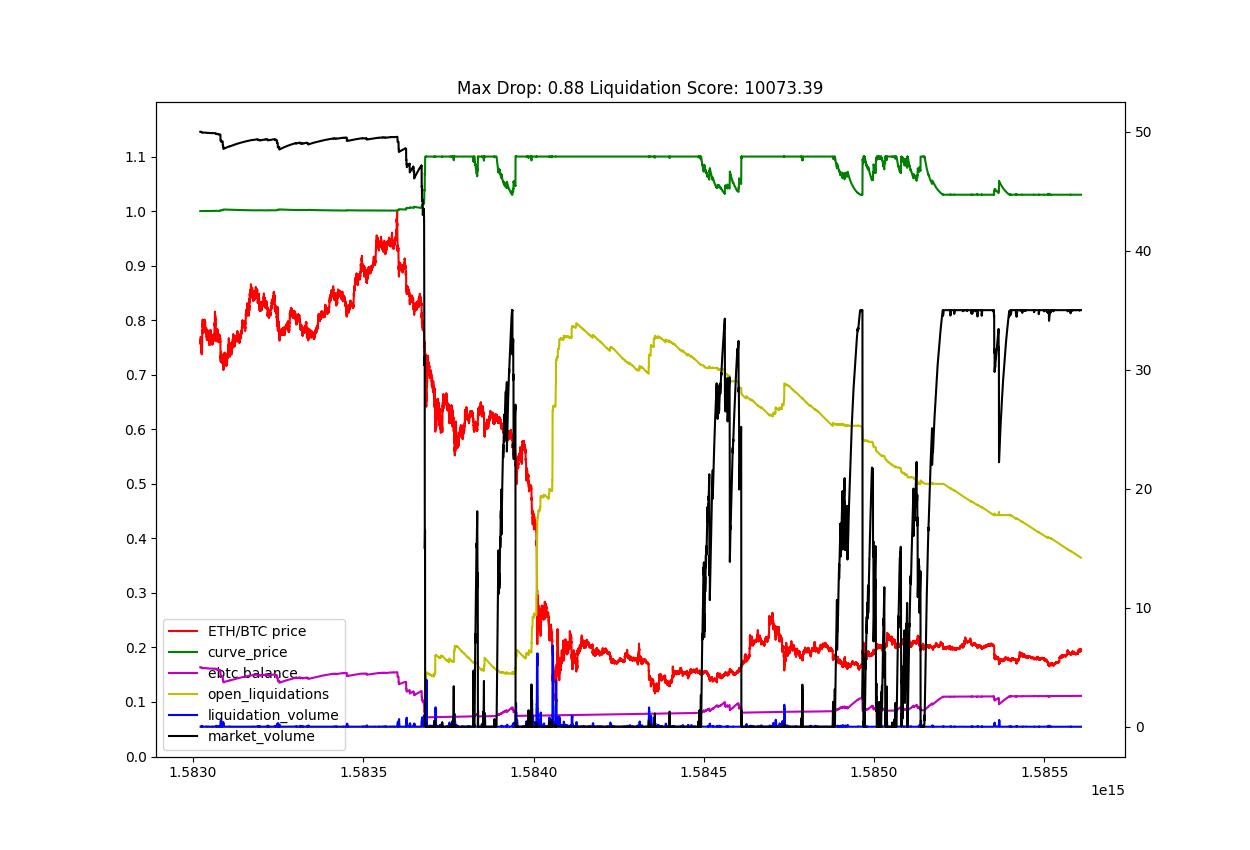 Max Drop: 0.88 Liquidation Score: 10073.39
1.1
1.0
0.9
0.8
0.7
0.6
0.5
0.4
0.3
0.2
0.1
0.0
50
40
30
20
10
0
ETH/BTC price
curve_price
ebtc balance
open_liquidations
liquidation_volume
market_volume
1.5830 1.5835 1.5840 1.5845 1.5850 1.5855
1e15